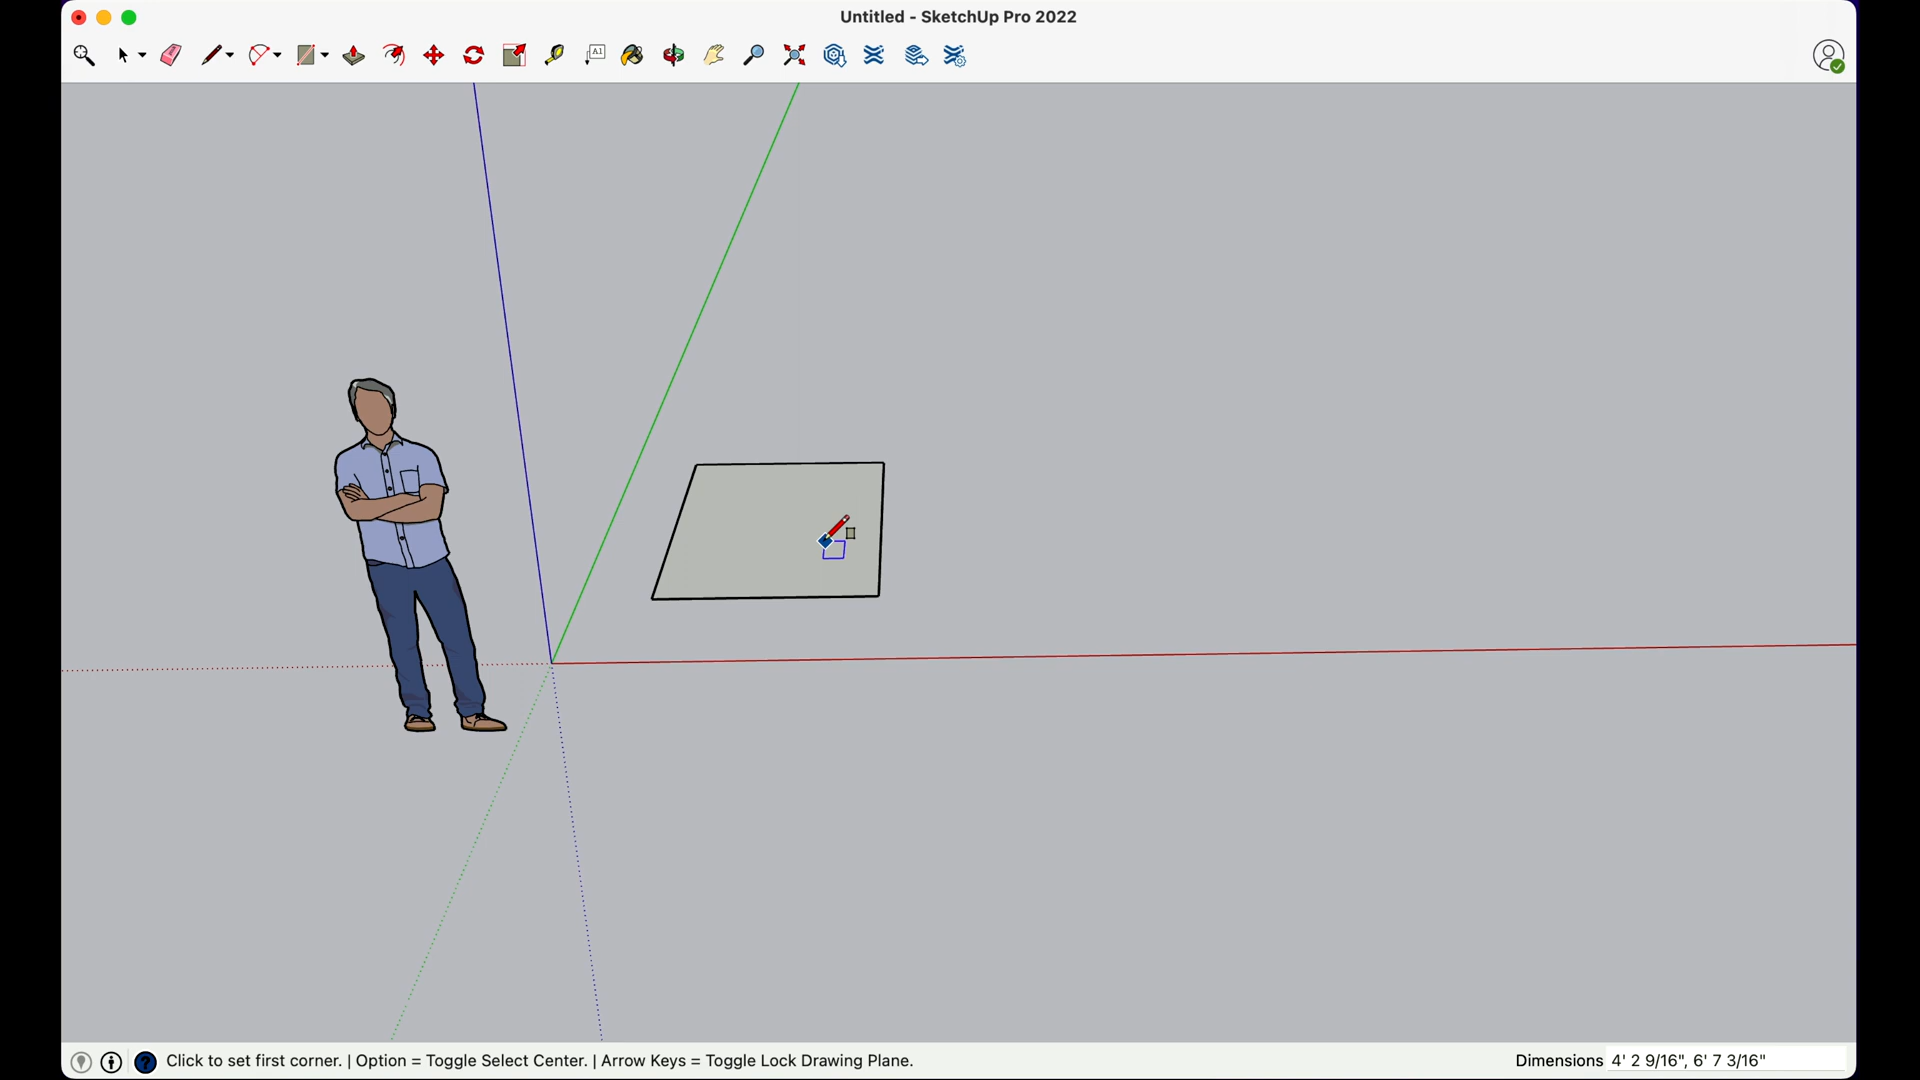 Untitled - SketchUp Pro 2022
A1
Click to set first corner. | Option = Toggle Select Center. | Arrow Keys = Toggle Lock Drawing Plane.
Dimensions 4' 2 9/16", 6' 7 3/16"